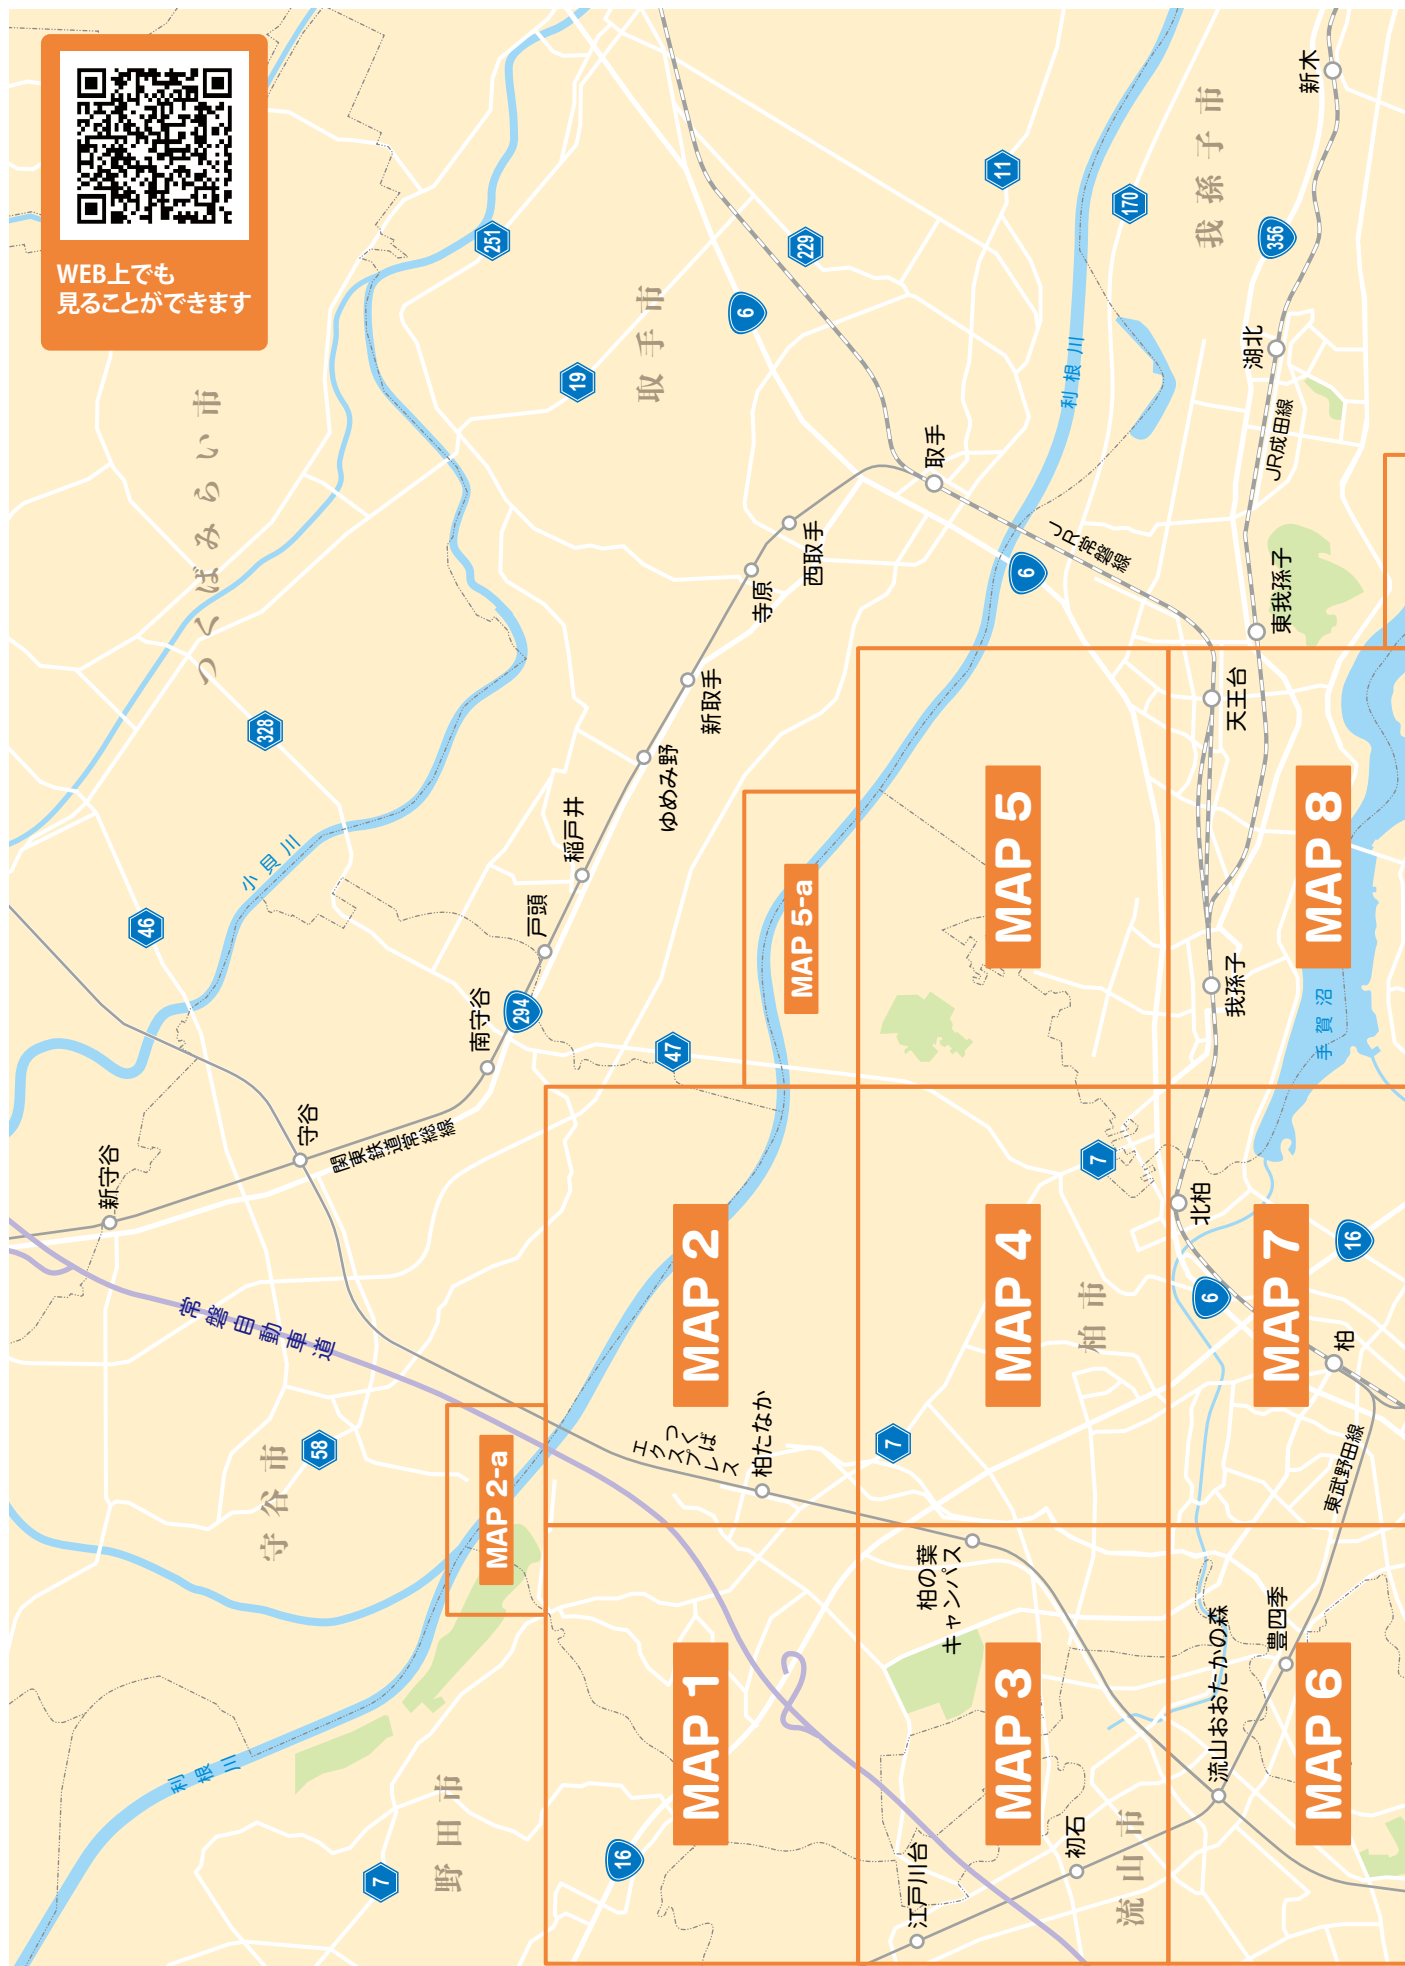 WEB上でも
見ることができます
つくばみらい市
取手市
我孫子市
守谷市
野田市
柏市
流山市
251
19
229
6
11
170
356
328
46
294
47
6
7
58
7
16
7
6
16
小貝川
利根川
利根川
手賀沼
新木
湖北
JR成田線
東我孫子
取手
西取手
寺原
新取手
ゆめみ野
稲戸井
戸頭
南守谷
守谷
新守谷
関東鉄道常総線
常磐自動車道
JR常磐線
天王台
我孫子
北柏
柏
東武野田線
つくば
エクスプレス
柏たなか
柏の葉
キャンパス
流山おおたかの森
豊四季
初石
江戸川台
MAP 1
MAP 2
MAP 2-a
MAP 3
MAP 4
MAP 5
MAP 5-a
MAP 6
MAP 7
MAP 8